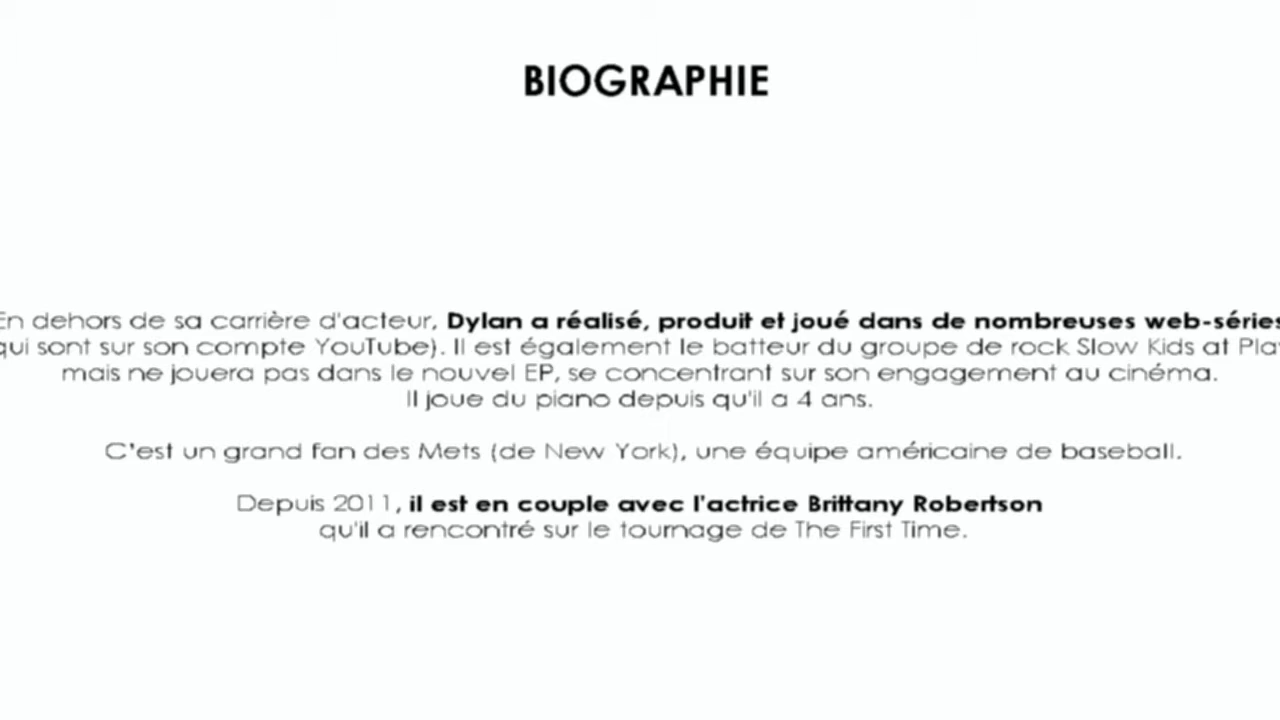 BIOGRAPHIE
En dehors de sa carrière d'acteur, Dylan a réalisé, produit et joué dans de nombreuses web-séries
qui sont sur son compte YouTube). Il est également le batteur du groupe de rock Slow Kids at Play
mais ne jouera pas dans le nouvel EP, se concentrant sur son engagement au cinéma.
Il joue du piano depuis qu'il a 4 ans.
C'est un grand fan des Mets (de New York), une équipe américaine de baseball.
Depuis 2011, il est en couple avec l'actrice Brittany Robertson
qu'il a rencontré sur le tournage de The First Time.